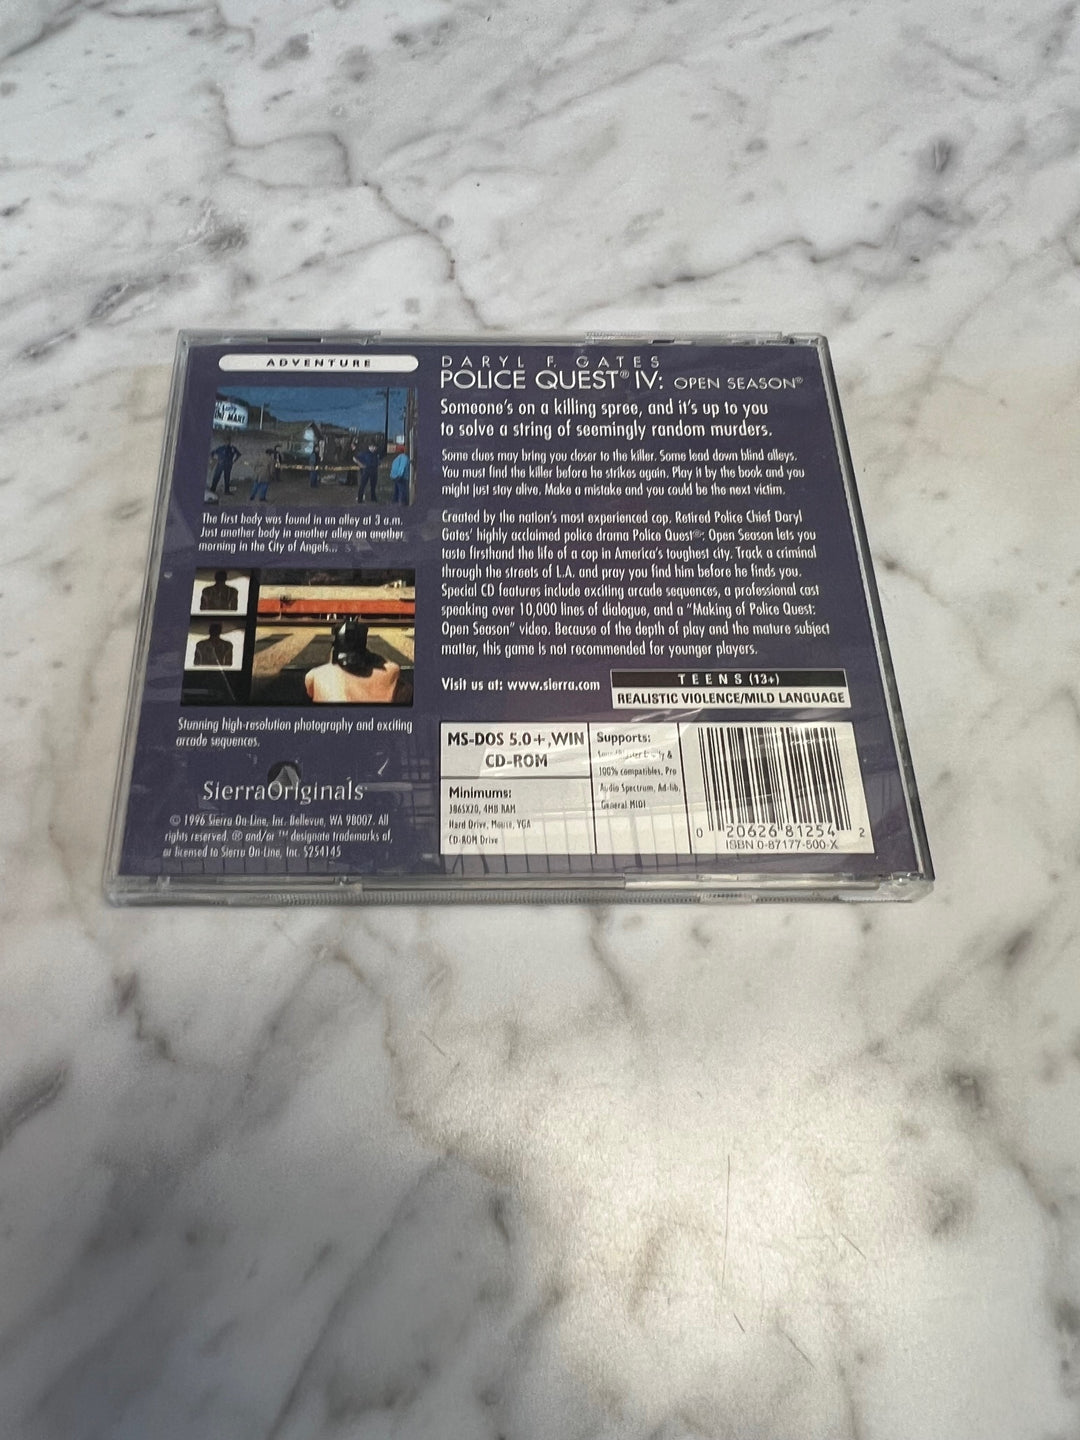 ADVENTURE
The first body was found in an alley at 3 a.m.
Just another body in another alley on another
morning in the City of Angels...
Stunning high-resolution photography and exciting
arcade sequences.
SierraOriginals
© 1996 Sierra On-Line, Inc. Bellevue, WA 98007. All
rights reserved. ® and/or ™ designate trademarks of,
or licensed to Sierra On-Line, Inc. S254145
DARYL F. GATES
POLICE QUEST® IV: OPEN SEASON®
Someone's on a killing spree, and it's up to you
to solve a string of seemingly random murders.
Some clues may bring you closer to the killer. Some lead down blind alleys.
You must find the killer before he strikes again. Play it by the book and you
might just stay alive. Make a mistake and you could be the next victim.
Created by the nation's most experienced cop. Retired Police Chief Daryl
Gates' highly acclaimed police drama Police Quest®: Open Season lets you
taste firsthand the life of a cop in America's toughest city. Track a criminal
through the streets of L.A. and pray you find him before he finds you.
Special CD features include exciting arcade sequences, a professional cast
speaking over 10,000 lines of dialogue, and a "Making of Police Quest:
Open Season" video. Because of the depth of play and the mature subject
matter, this game is not recommended for younger players.
Visit us at: www.sierra.com
TEENS (13+)
REALISTIC VIOLENCE/MILD LANGUAGE
MS-DOS 5.0+,WIN
CD-ROM
Minimums:
386SX20, 4MB RAM
Hard Drive, Mouse, VGA
CD-ROM Drive
Supports:
&
100% compatibles, Pro
Audio Spectrum, Ad-lib,
General MIDI
0 20626 81254 2
ISBN 0-87177-500-X